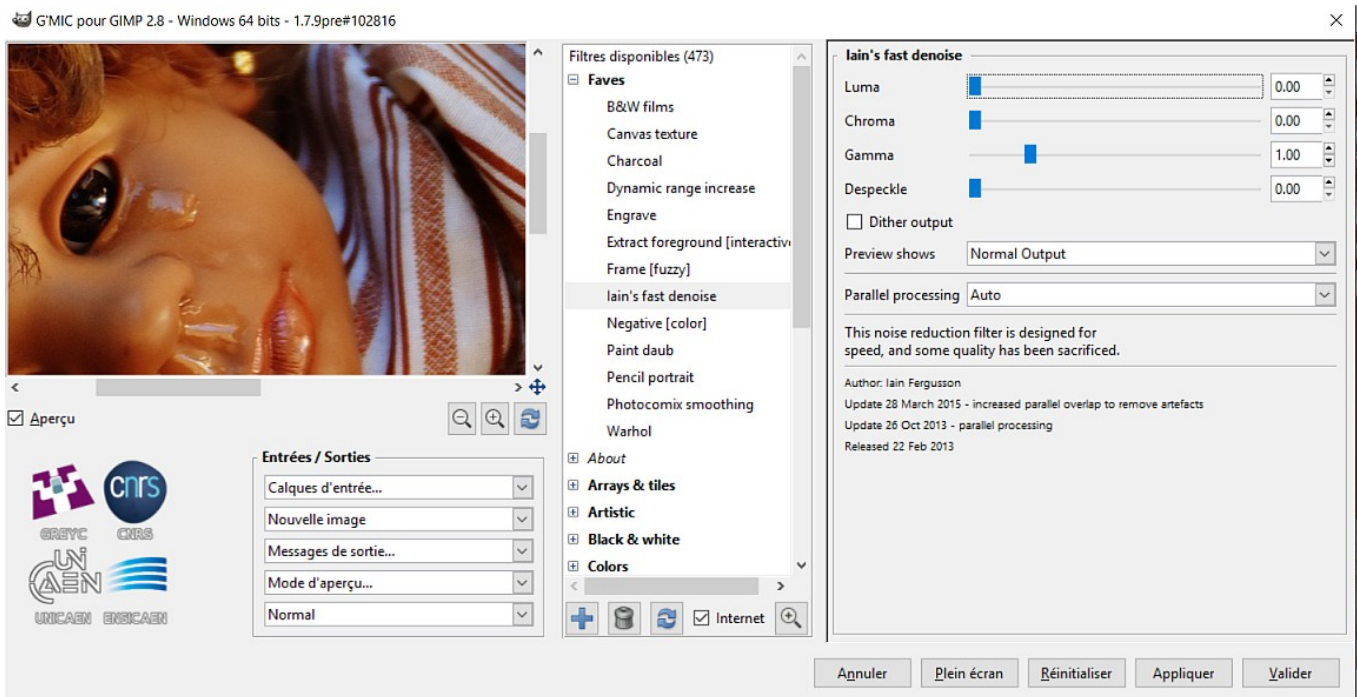 G'MIC pour GIMP 2.8 - Windows 64 bits - 1.7.9pre#102816
Aperçu
GREYC
cnrs
CNRS
UNI
CAEN
UNICAEN
ENSICAEN
Entrées / Sorties
Calques d'entrée...
Nouvelle image
Messages de sortie...
Mode d'aperçu...
Normal
Filtres disponibles (473)
Faves
B&W films
Canvas texture
Charcoal
Dynamic range increase
Engrave
Extract foreground [interactiv
Frame [fuzzy]
Iain's fast denoise
Negative [color]
Paint daub
Pencil portrait
Photocomix smoothing
Warhol
About
Arrays & tiles
Artistic
Black & white
Colors
Internet
Iain's fast denoise
Luma 0.00
Chroma 0.00
Gamma 1.00
Despeckle 0.00
Dither output
Preview shows Normal Output
Parallel processing Auto
This noise reduction filter is designed for
speed, and some quality has been sacrificed.
Author: Iain Fergusson
Update 28 March 2015 - increased parallel overlap to remove artefacts
Update 26 Oct 2013 - parallel processing
Released 22 Feb 2013
Annuler Plein écran Réinitialiser Appliquer Valider